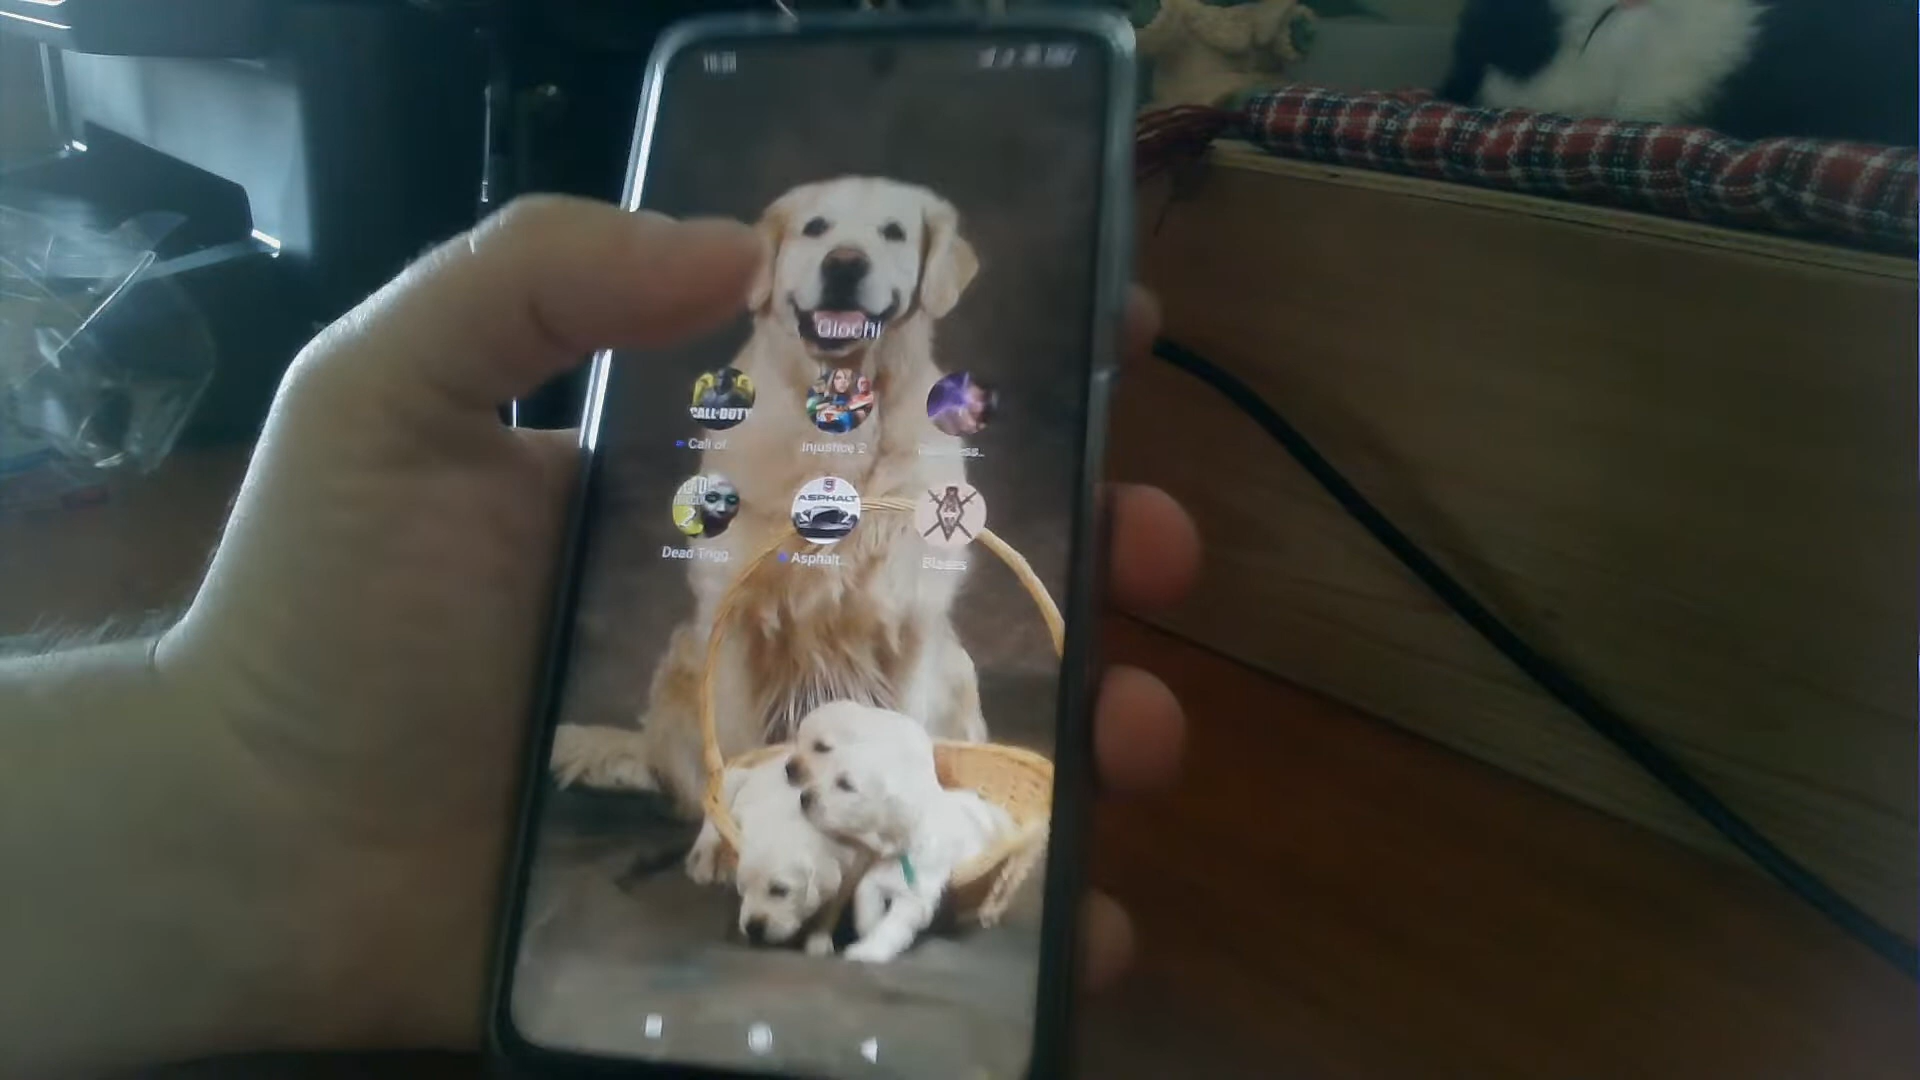 Giochi
CALL OF DUTY
Call of
Injustice 2
ASPHALT
Dead Trigg..
Asphalt..
Blades